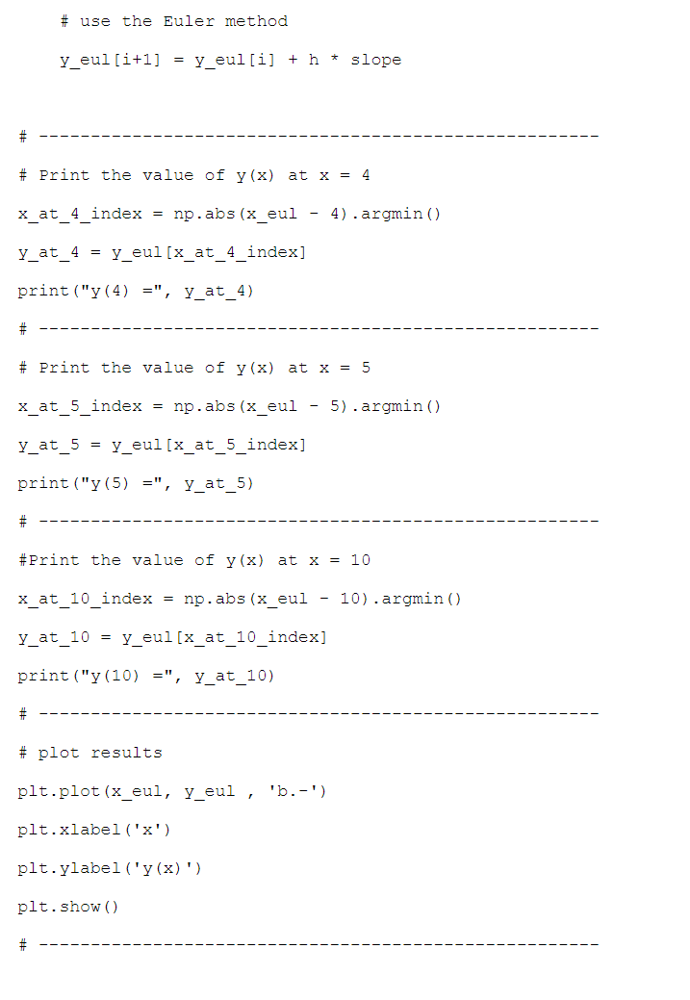 # use the Euler method
y_eul[i+1] = y_eul[i] + h * slope
# ------------------------------------------------------
# Print the value of y(x) at x = 4
x_at_4_index = np.abs(x_eul - 4).argmin()
y_at_4 = y_eul[x_at_4_index]
print("y(4) =", y_at_4)
# ------------------------------------------------------
# Print the value of y(x) at x = 5
x_at_5_index = np.abs(x_eul - 5).argmin()
y_at_5 = y_eul[x_at_5_index]
print("y(5) =", y_at_5)
# ------------------------------------------------------
#Print the value of y(x) at x = 10
x_at_10_index = np.abs(x_eul - 10).argmin()
y_at_10 = y_eul[x_at_10_index]
print("y(10) =", y_at_10)
# ------------------------------------------------------
# plot results
plt.plot(x_eul, y_eul , 'b.-')
plt.xlabel('x')
plt.ylabel('y(x)')
plt.show()
# ------------------------------------------------------